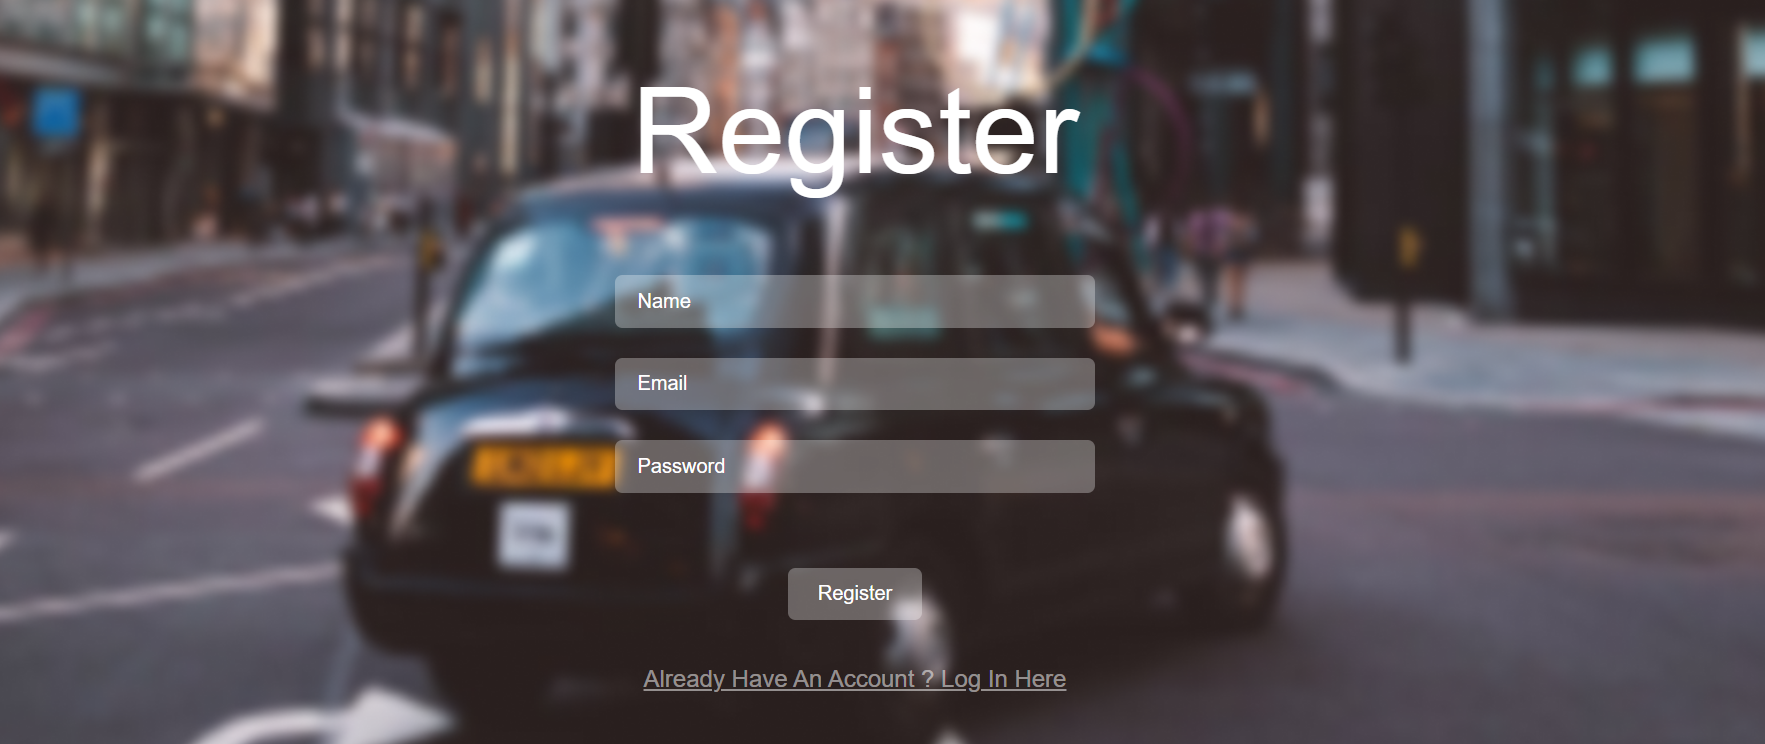 Register
Name
Email
Password
Register
Already Have An Account ? Log In Here